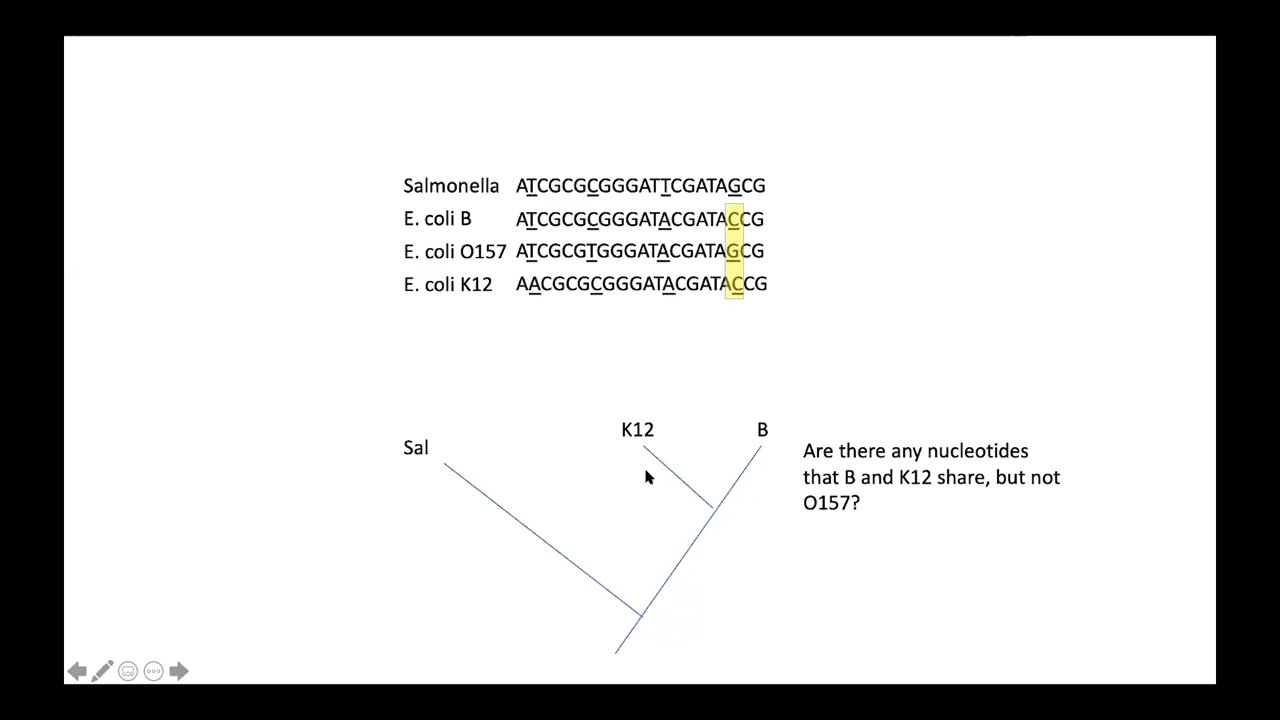 Salmonella ATCGCGCGGGATTCGATAGCG
E. coli B ATCGCGCGGGATACGATACCG
E. coli O157 ATCGCGTGGGATACGATAGCG
E. coli K12 AACGCGCGGGATACGATACCG
K12 B
Sal
Are there any nucleotides
that B and K12 share, but not
O157?